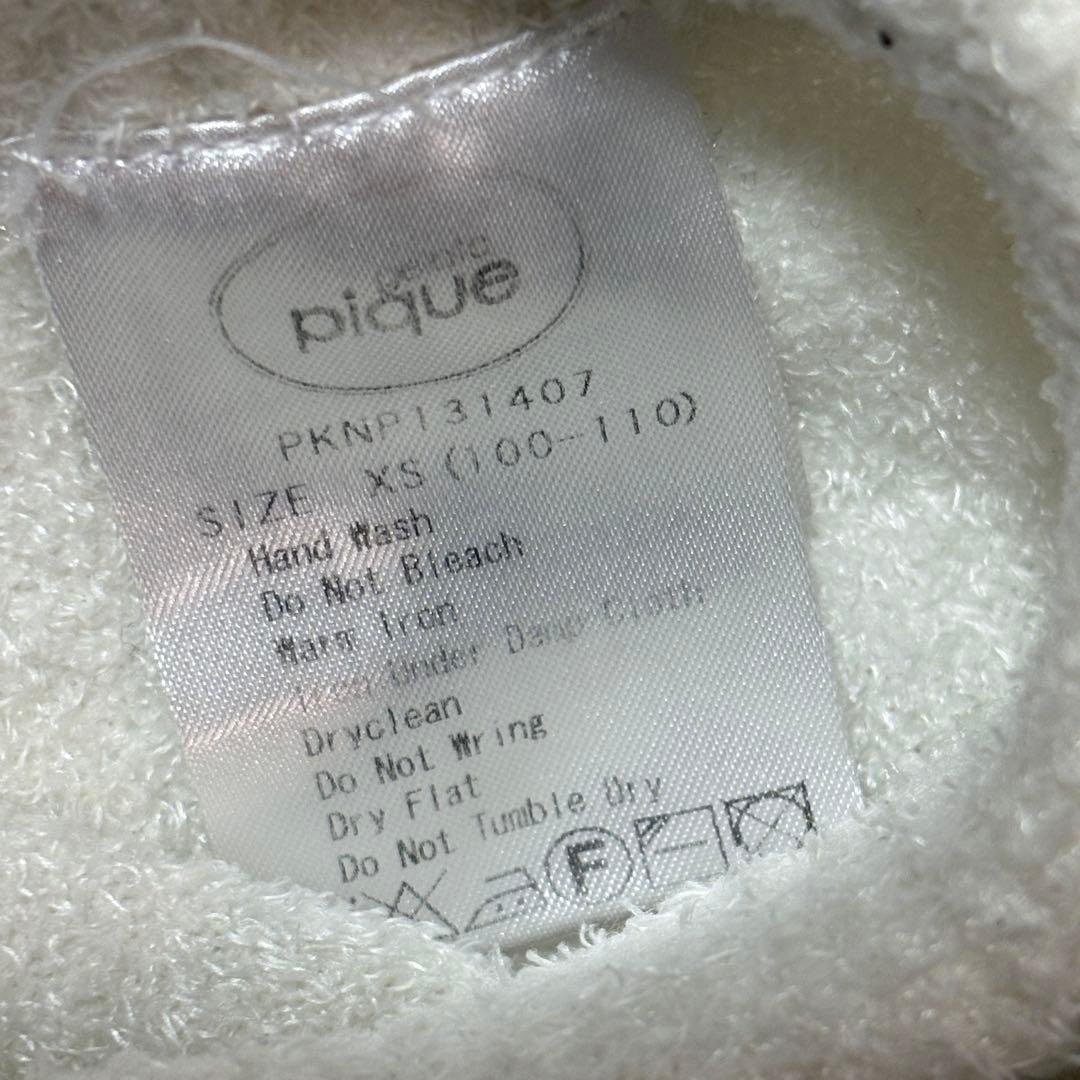 gelato
pique
PKNP131407
SIZE XS(100-110)
Hand Wash
Do Not Bleach
Warm Iron
Iron Under Damp Cloth
Dryclean
Do Not Wring
Dry Flat
Do Not Tumble Dry
F